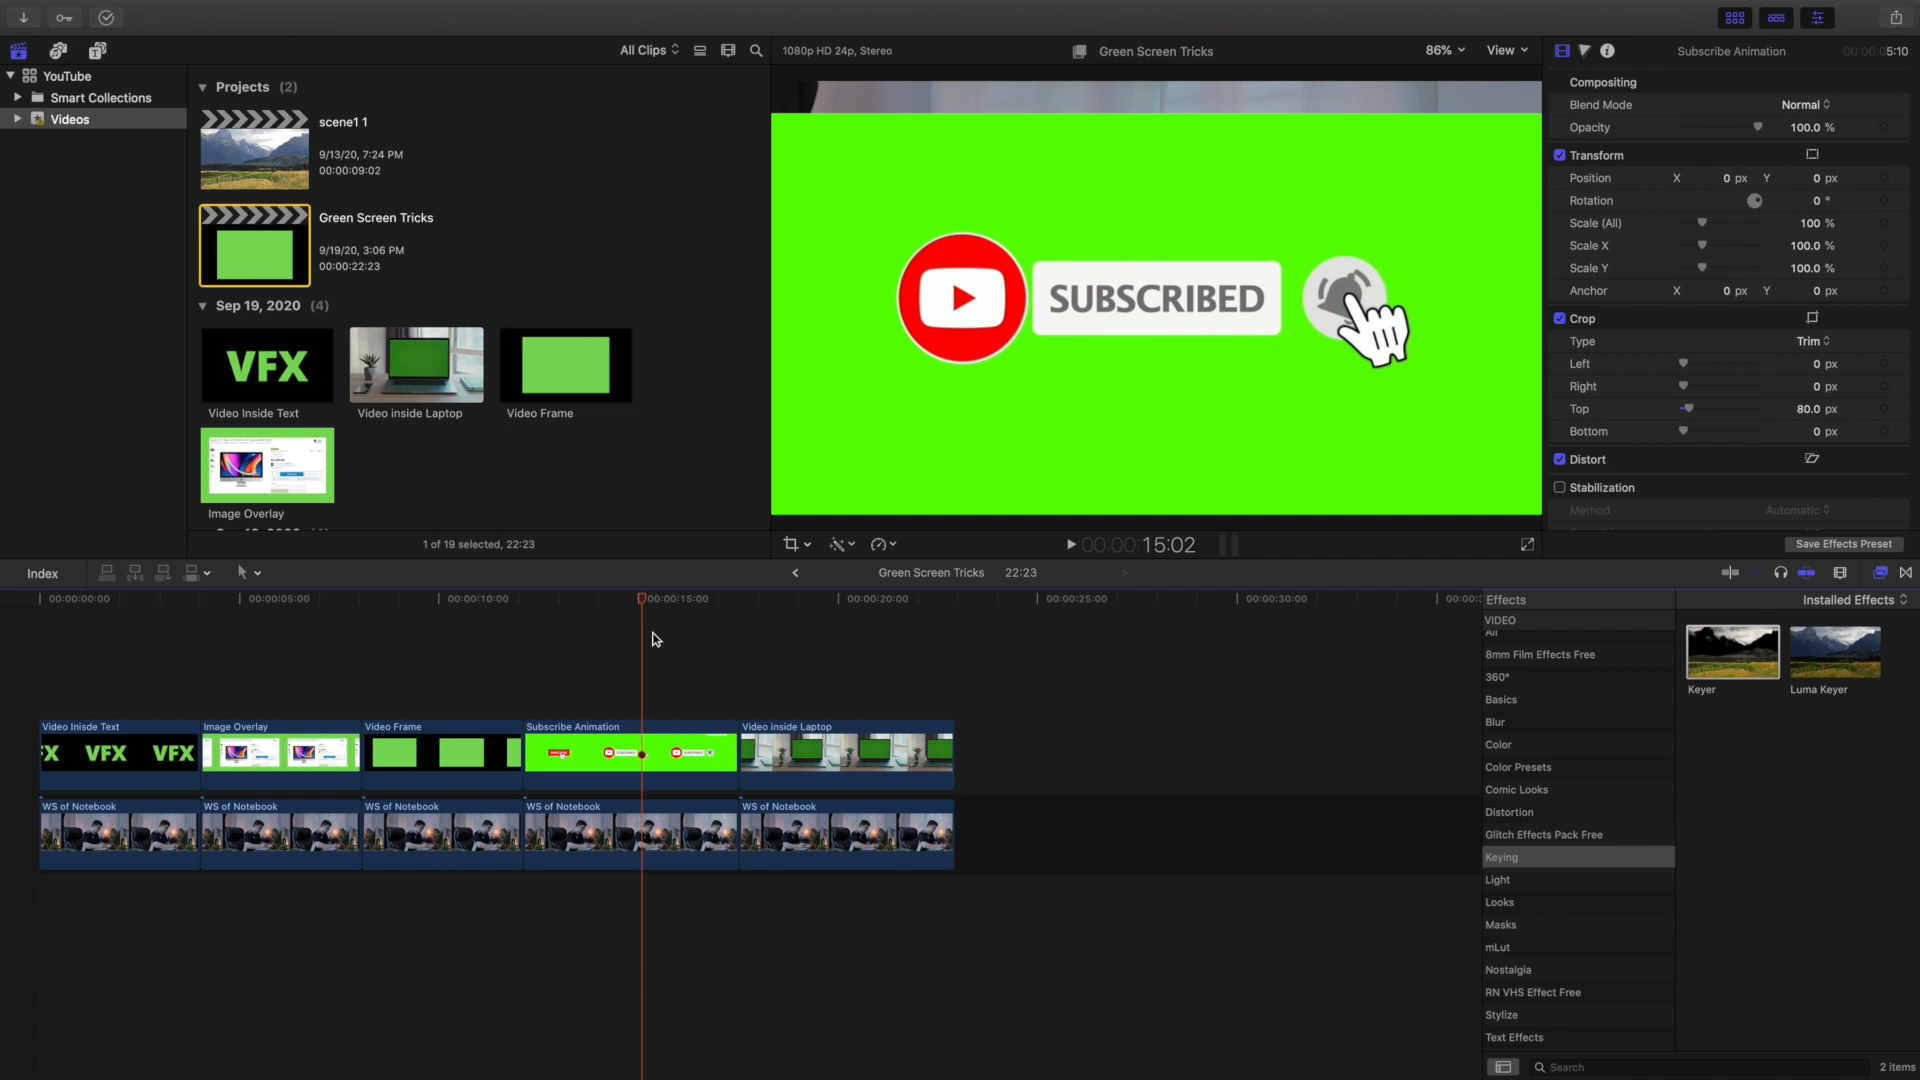 All Clips
1080p HD 24p, Stereo
Green Screen Tricks
86%
View
Subscribe Animation
00:00:05:10
YouTube
Smart Collections
Videos
Projects (2)
scene1 1
9/13/20, 7:24 PM
00:00:09:02
Green Screen Tricks
9/19/20, 3:06 PM
00:00:22:23
Sep 19, 2020 (4)
VFX
Video Inside Text
Video inside Laptop
Video Frame
Image Overlay
1 of 19 selected, 22:23
SUBSCRIBED
00:00:15:02
Compositing
Blend Mode Normal
Opacity 100.0 %
Transform
Position X 0 px Y 0 px
Rotation 0 °
Scale (All) 100 %
Scale X 100.0 %
Scale Y 100.0 %
Anchor X 0 px Y 0 px
Crop
Type Trim
Left 0 px
Right 0 px
Top 80.0 px
Bottom 0 px
Distort
Stabilization
Method Automatic
Save Effects Preset
Index
Green Screen Tricks 22:23
00:00:00:00
00:00:05:00
00:00:10:00
00:00:15:00
00:00:20:00
00:00:25:00
00:00:30:00
Video Inisde Text
Image Overlay
Video Frame
Subscribe Animation
Video inside Laptop
X VFX VFX
WS of Notebook
WS of Notebook
WS of Notebook
WS of Notebook
WS of Notebook
Effects
Installed Effects
VIDEO
All
8mm Film Effects Free
360°
Basics
Blur
Color
Color Presets
Comic Looks
Distortion
Glitch Effects Pack Free
Keying
Light
Looks
Masks
mLut
Nostalgia
RN VHS Effect Free
Stylize
Text Effects
Keyer
Luma Keyer
Search
2 items